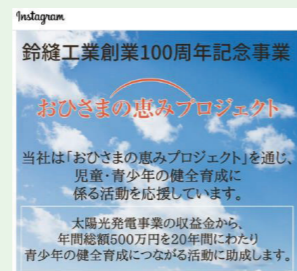 Instagram
鈴縫工業創業100周年記念事業
おひさまの恵みプロジェクト
当社は「おひさまの恵みプロジェクト」を通じ、
児童・青少年の健全育成に
係る活動を応援しています。
太陽光発電事業の収益金から、
年間総額500万円を20年間にわたり
青少年の健全育成につながる活動に助成します。